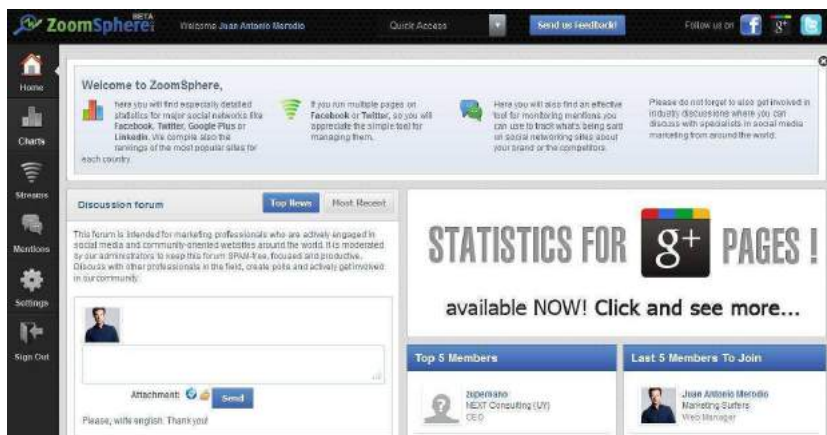 ZoomSphere BETA
Welcome Juan Antonio Merodio
Quick Access
Send us Feedback!
Follow us on
Home
Charts
Streams
Mentions
Settings
Sign Out
Welcome to ZoomSphere,
here you will find especially detailed
statistics for major social networks like
Facebook, Twitter, Google Plus or
LinkedIn. We compile also the
rankings of the most popular sites for
each country.
If you run multiple pages on
Facebook or Twitter, so you will
appreciate the simple tool for
managing them.
Here you will also find an effective
tool for monitoring mentions you
can use to track what's being said
on social networking sites about
your brand or the competitors.
Please do not forget to also get involved in
industry discussions where you can
discuss with specialists in social media
marketing from around the world.
Discussion forum
Top News
Most Recent
This forum is intended for marketing professionals who are actively engaged in
social media and community-oriented websites around the world. It is moderated
by our administrators to keep this forum SPAM-free, focused and productive.
Discuss with other professionals in the field, create polls and actively get involved
in our community.
Attachment:
Send
Please, write english. Thank you!
STATISTICS FOR g+ PAGES !
available NOW! Click and see more...
Top 5 Members
zupermano
NEXT Consulting (UY)
CEO
Last 5 Members To Join
Juan Antonio Merodio
Marketing Surfers
Web Manager